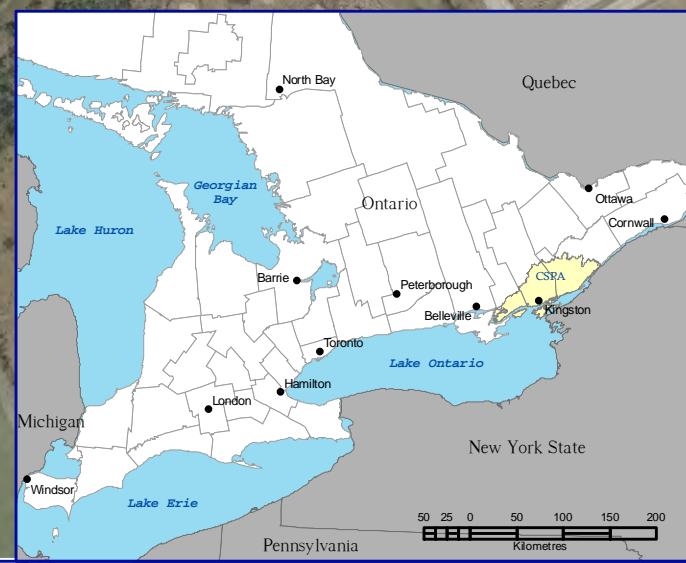 North Bay
Quebec
Georgian
Bay
Ontario
Ottawa
Cornwall
Lake Huron
Barrie
CSPA
Peterborough
Belleville
Kingston
Toronto
Lake Ontario
Hamilton
London
Michigan
New York State
Windsor
Lake Erie
50 25 0 50 100 150 200
Kilometres
Pennsylvania